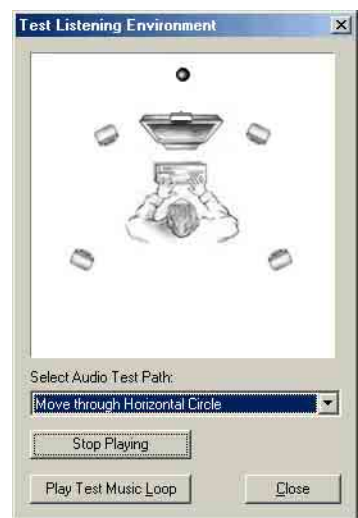 Test Listening Environment
Select Audio Test Path:
Move through Horizontal Circle
Stop Playing
Play Test Music Loop
Close